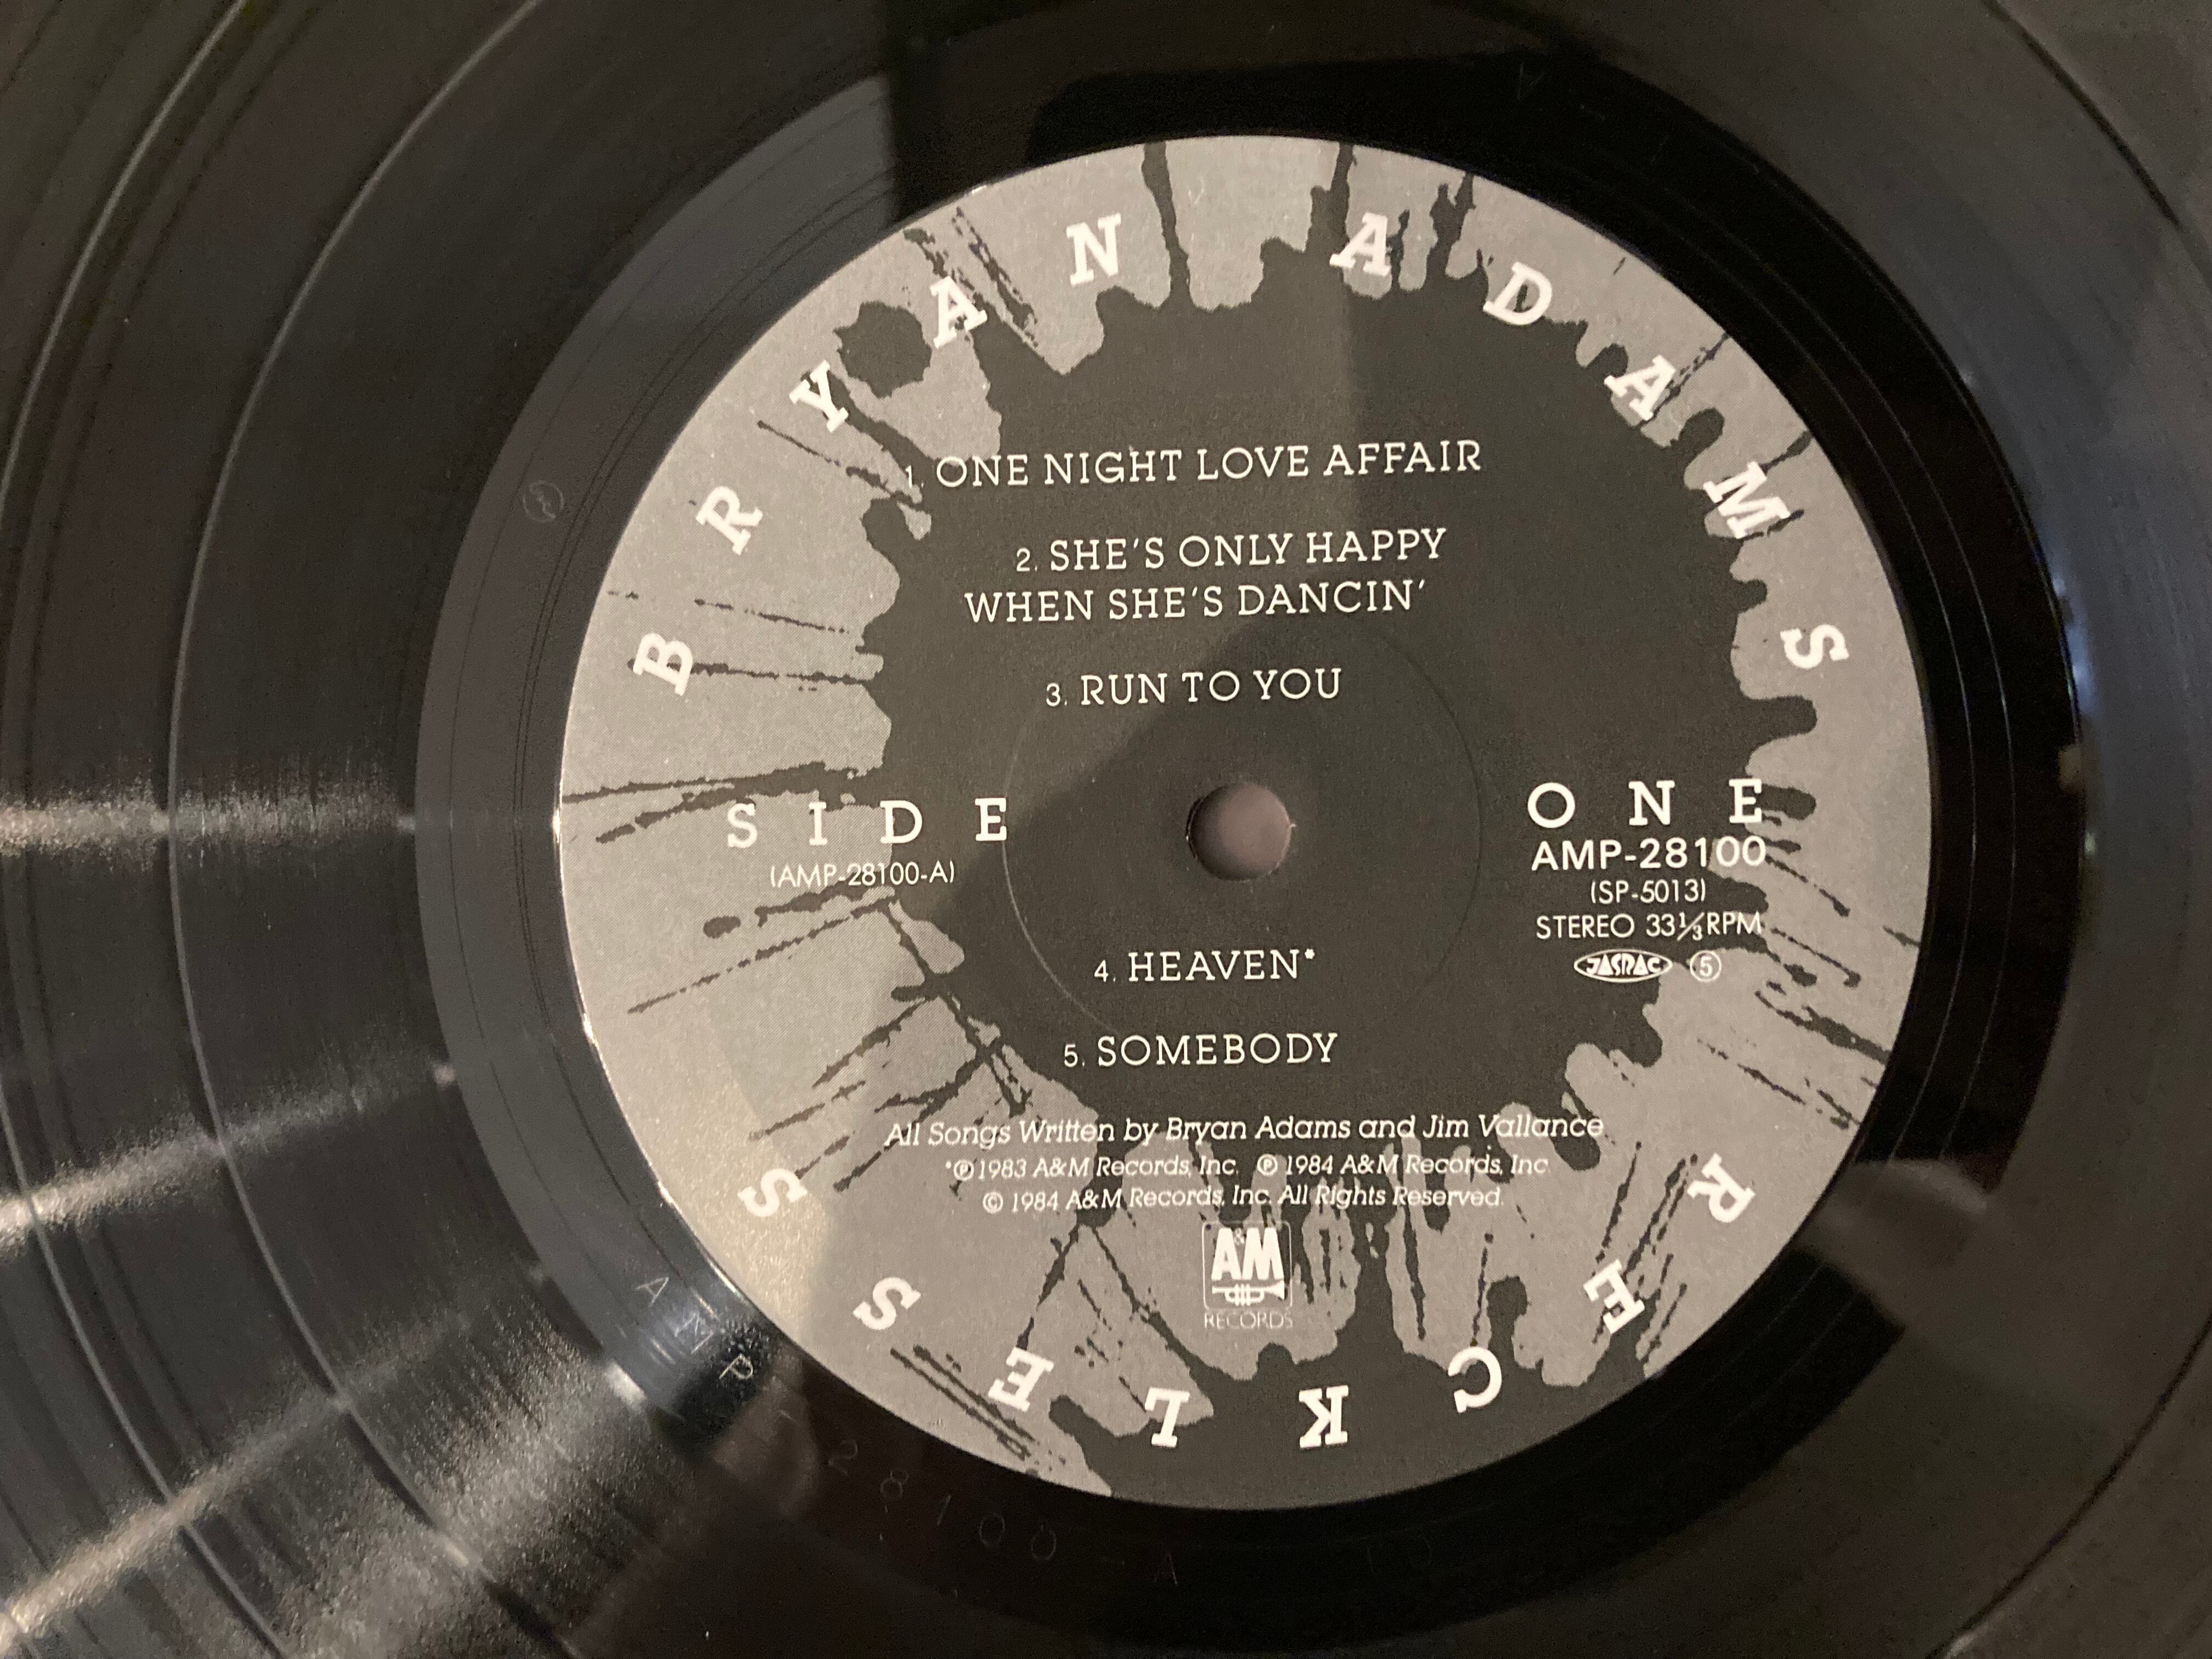 BRYAN ADAMS
1. ONE NIGHT LOVE AFFAIR
2. SHE'S ONLY HAPPY
WHEN SHE'S DANCIN'
3. RUN TO YOU
SIDE
(AMP-28100-A)
ONE
AMP-28100
(SP-5013)
STEREO 33⅓RPM
JASRAC ⑤
4. HEAVEN*
5. SOMEBODY
All Songs Written by Bryan Adams and Jim Vallance
*℗1983 A&M Records, Inc. ℗ 1984 A&M Records, Inc.
© 1984 A&M Records, Inc. All Rights Reserved.
A&M
RECORDS
RECKLESS
AMP-28100-A